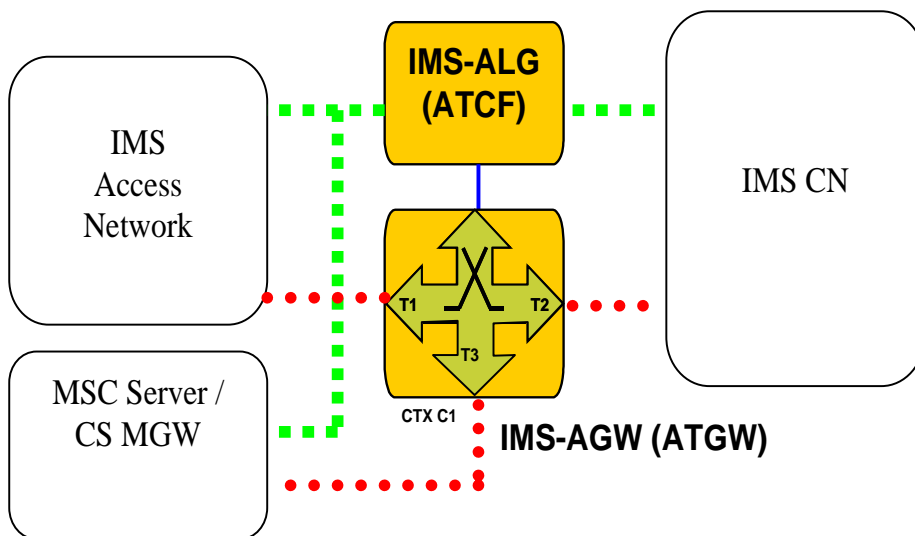 IMS-ALG
(ATCF)
IMS
Access
Network
IMS CN
T1
T2
T3
MSC Server /
CS MGW
CTX C1
IMS-AGW (ATGW)